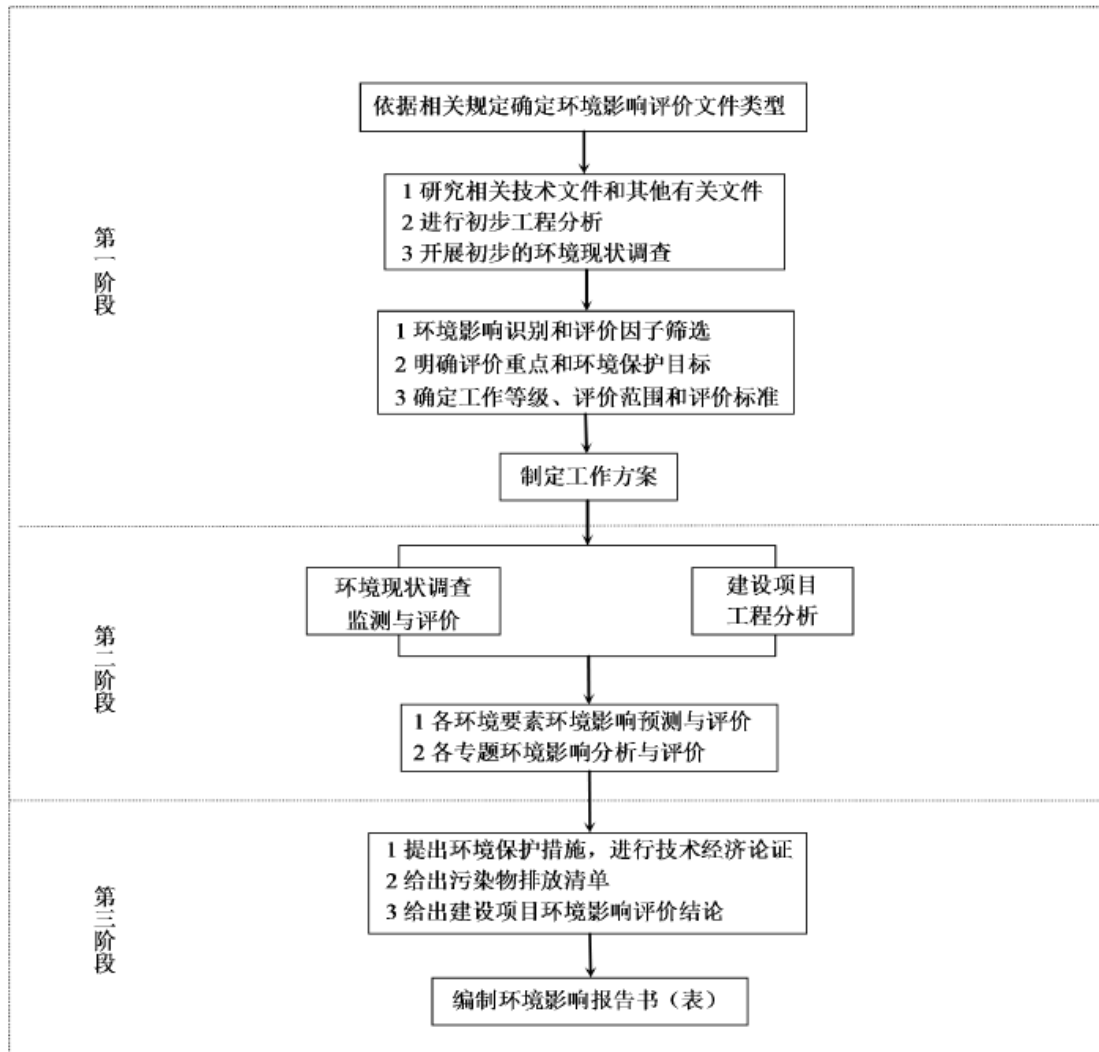 依据相关规定确定环境影响评价文件类型
1 研究相关技术文件和其他有关文件
2 进行初步工程分析
3 开展初步的环境现状调查
第一阶段
1 环境影响识别和评价因子筛选
2 明确评价重点和环境保护目标
3 确定工作等级、评价范围和评价标准
制定工作方案
环境现状调查
监测与评价
建设项目
工程分析
第二阶段
1 各环境要素环境影响预测与评价
2 各专题环境影响分析与评价
1 提出环境保护措施，进行技术经济论证
2 给出污染物排放清单
3 给出建设项目环境影响评价结论
第三阶段
编制环境影响报告书（表）